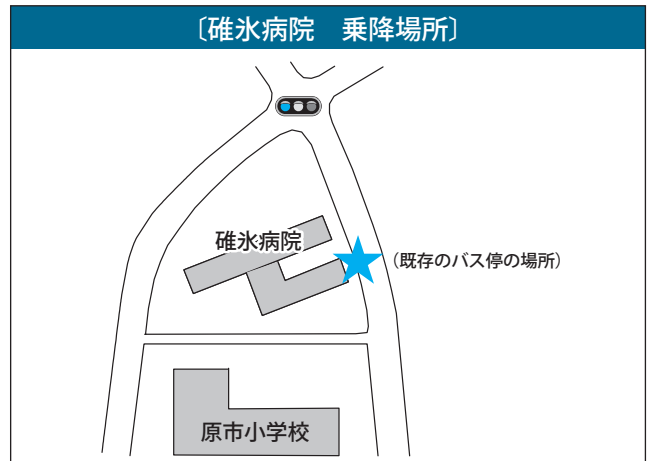 〔碓氷病院　乗降場所〕
碓氷病院
（既存のバス停の場所）
原市小学校